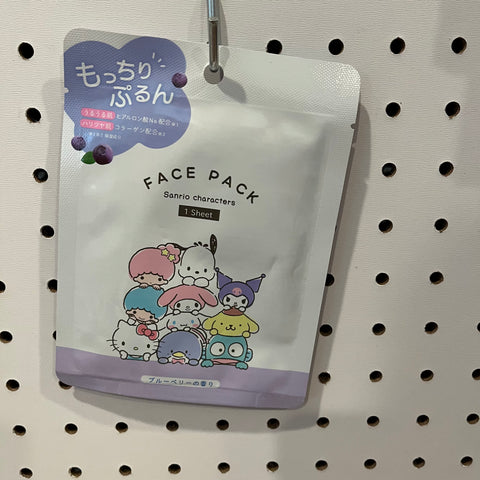 もっちり
ぷるん
うるうる肌 ヒアルロン酸Na配合※1
ハリツヤ肌 コラーゲン配合※2
FACE PACK
Sanrio characters
1 Sheet
ブルーベリーの香り